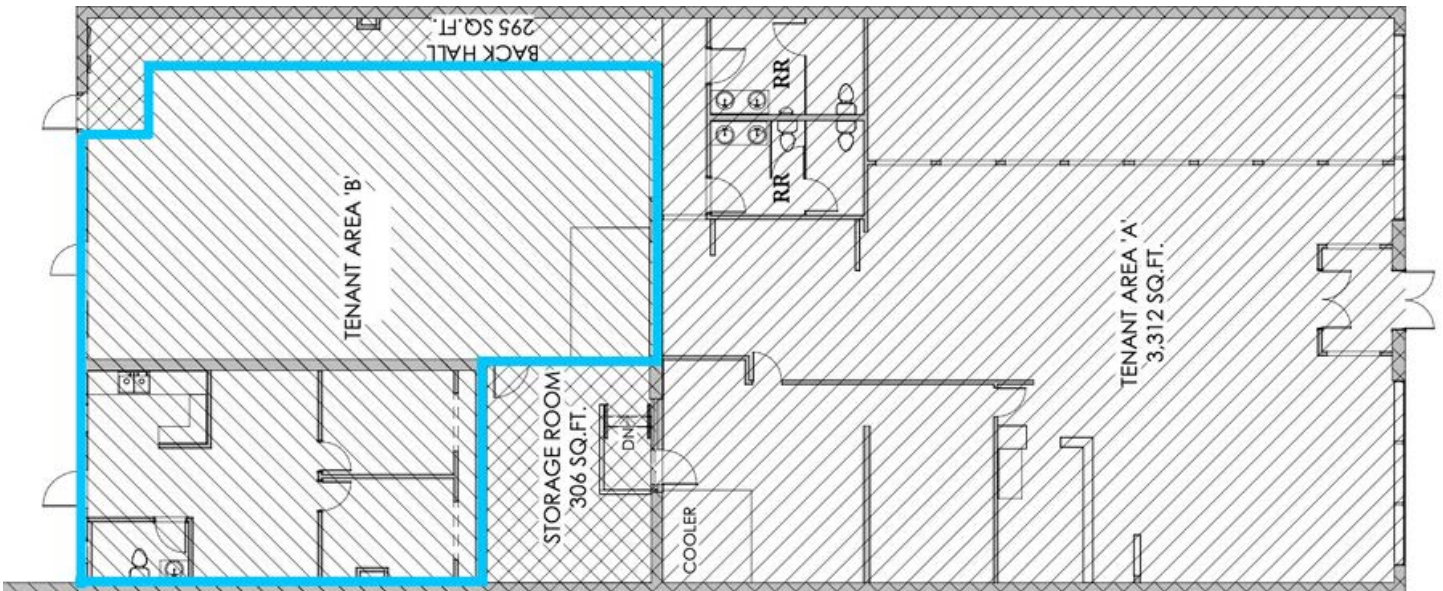 BACK HALL
295 SQ.FT.
RR
RR
TENANT AREA 'B'
TENANT AREA 'A'
3,312 SQ.FT.
STORAGE ROOM
306 SQ.FT.
DN
COOLER